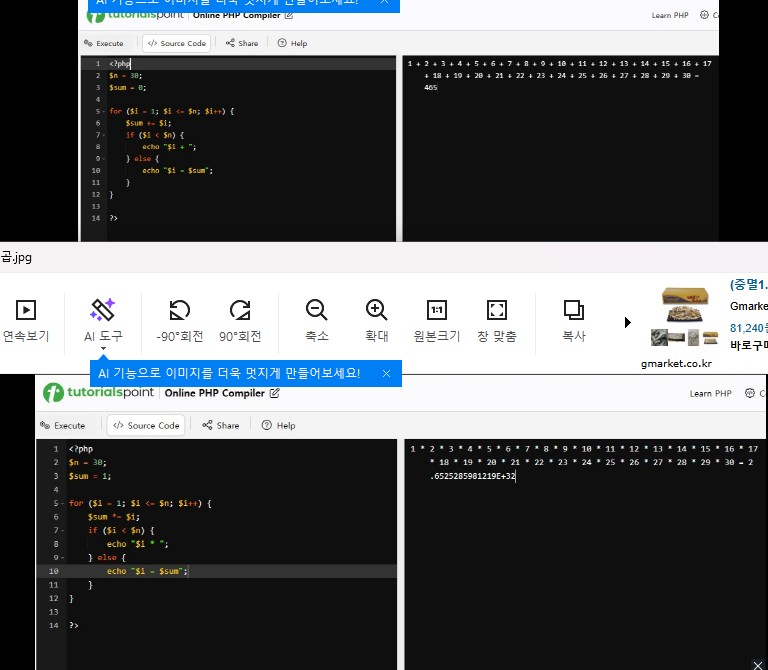 AI 기능으로 이미지를 더욱 멋지게 만들어보세요!
tutorialspoint Online PHP Compiler Learn PHP
Execute </> Source Code Share Help
1 <?php
2 $n = 30;
3 $sum = 0;
4
5 for ($i = 1; $i <= $n; $i++) {
6 $sum += $i;
7 if ($i < $n) {
8 echo "$i + ";
9 } else {
10 echo "$i = $sum";
11 }
12 }
13
14 ?>
1 + 2 + 3 + 4 + 5 + 6 + 7 + 8 + 9 + 10 + 11 + 12 + 13 + 14 + 15 + 16 + 17
+ 18 + 19 + 20 + 21 + 22 + 23 + 24 + 25 + 26 + 27 + 28 + 29 + 30 =
465
곱.jpg
연속보기 AI 도구 -90°회전 90°회전 축소 1:1 확대 원본크기 창 맞춤 복사
(중멸1.
Gmarke
81,240원
바로구매
gmarket.co.kr
AI 기능으로 이미지를 더욱 멋지게 만들어보세요!
tutorialspoint Online PHP Compiler Learn PHP
Execute </> Source Code Share Help
1 <?php
2 $n = 30;
3 $sum = 1;
4
5 for ($i = 1; $i <= $n; $i++) {
6 $sum *= $i;
7 if ($i < $n) {
8 echo "$i * ";
9 } else {
10 echo "$i = $sum";
11 }
12 }
13
14 ?>
1 * 2 * 3 * 4 * 5 * 6 * 7 * 8 * 9 * 10 * 11 * 12 * 13 * 14 * 15 * 16 * 17
* 18 * 19 * 20 * 21 * 22 * 23 * 24 * 25 * 26 * 27 * 28 * 29 * 30 = 2
.6525285981219E+32